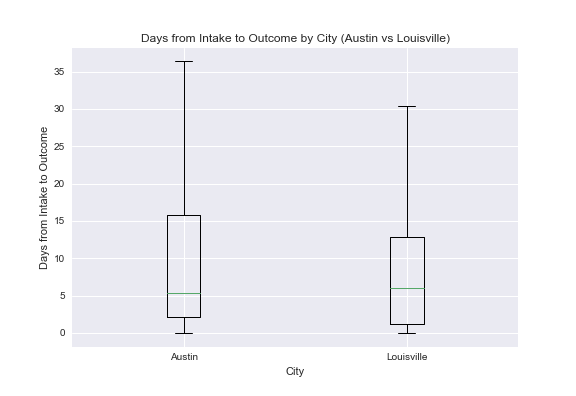 Days from Intake to Outcome by City (Austin vs Louisville)
Days from Intake to Outcome
35
30
25
20
15
10
5
0
Austin
Louisville
City